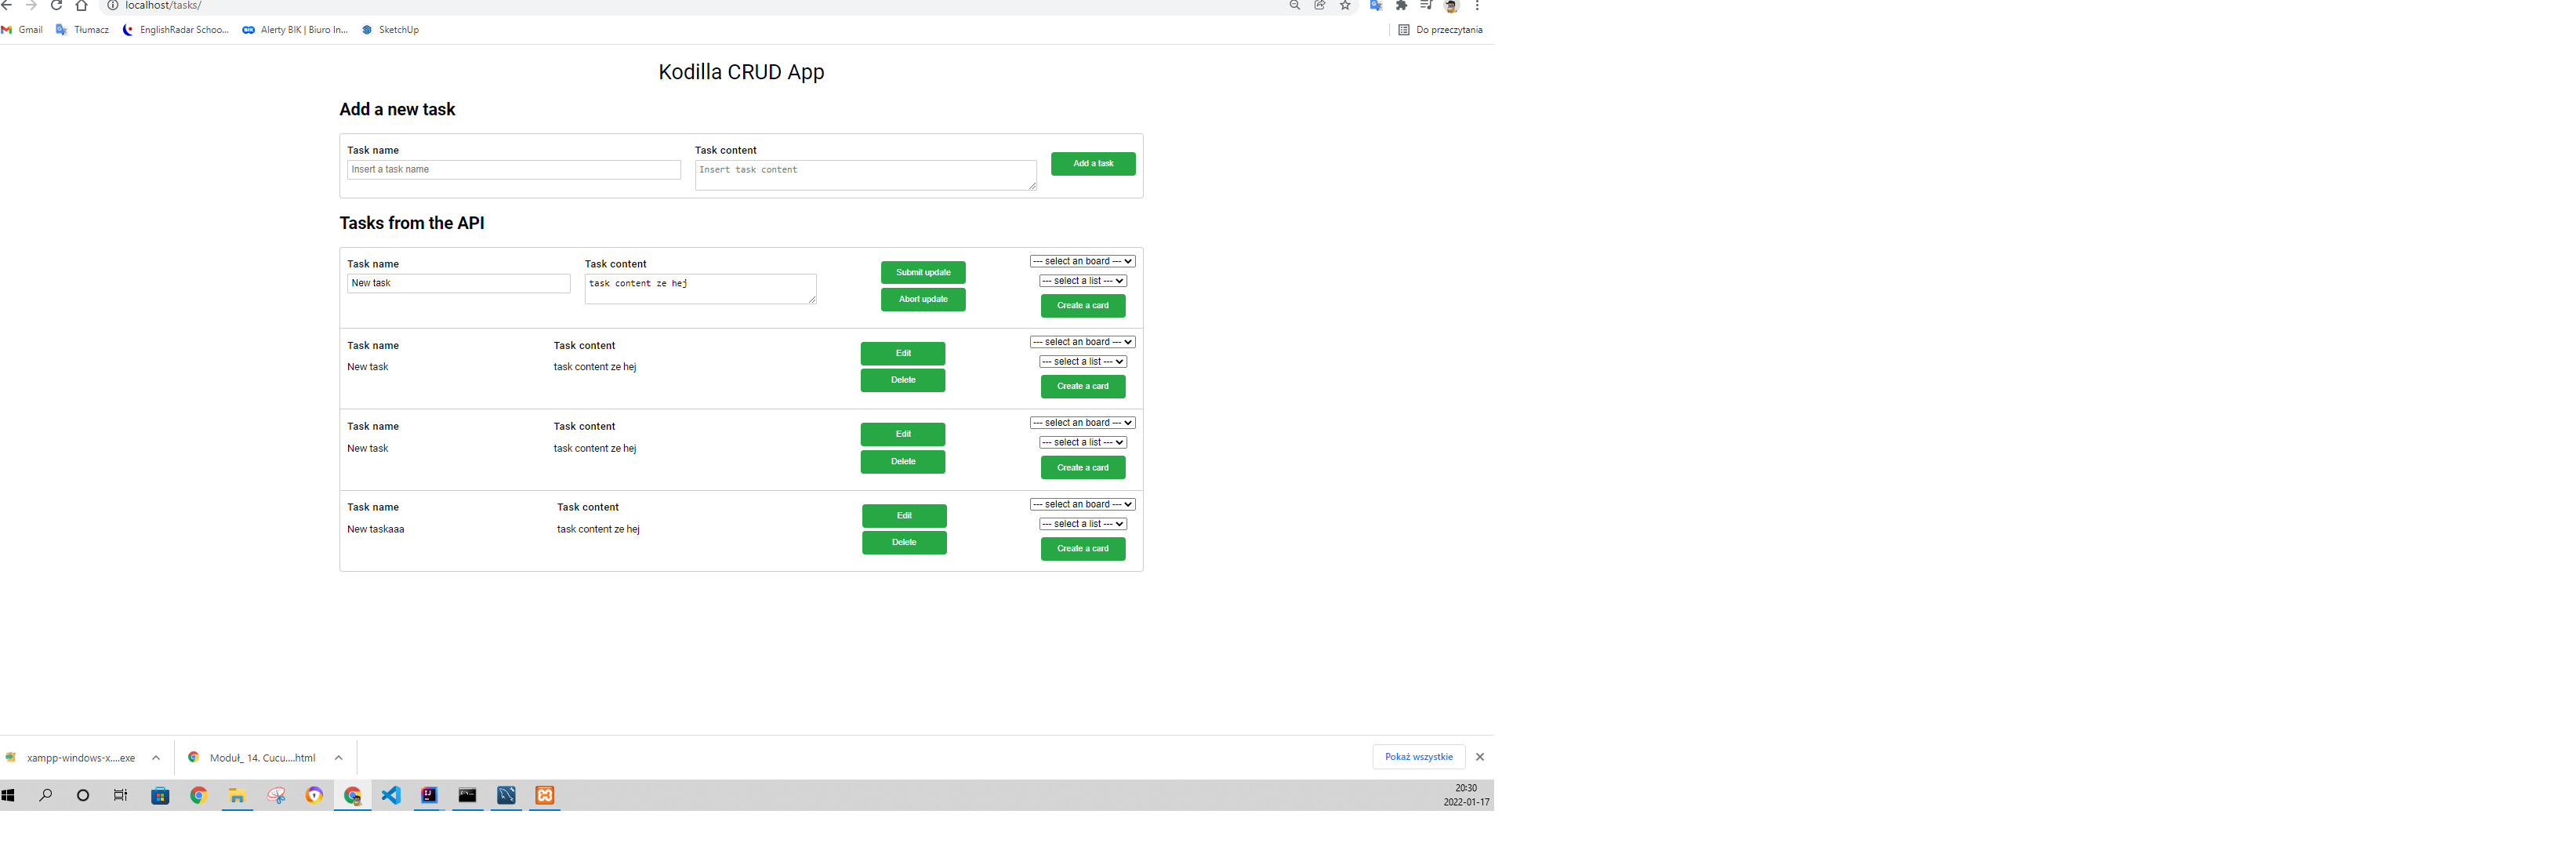 localhost/tasks/
Gmail Tłumacz EnglishRadar Schoo... BIK Alerty BIK | Biuro In... SketchUp Do przeczytania
Kodilla CRUD App
Add a new task
Task name Task content
Insert a task name Insert task content Add a task
Tasks from the API
Task name Task content
New task task content ze hej
Submit update
Abort update
--- select an board ---
--- select a list ---
Create a card
Task name Task content
New task task content ze hej
Edit
Delete
--- select an board ---
--- select a list ---
Create a card
Task name Task content
New task task content ze hej
Edit
Delete
--- select an board ---
--- select a list ---
Create a card
Task name Task content
New taskaaa task content ze hej
Edit
Delete
--- select an board ---
--- select a list ---
Create a card
xampp-windows-x....exe Moduł_ 14. Cucu....html Pokaż wszystkie
20:30
2022-01-17